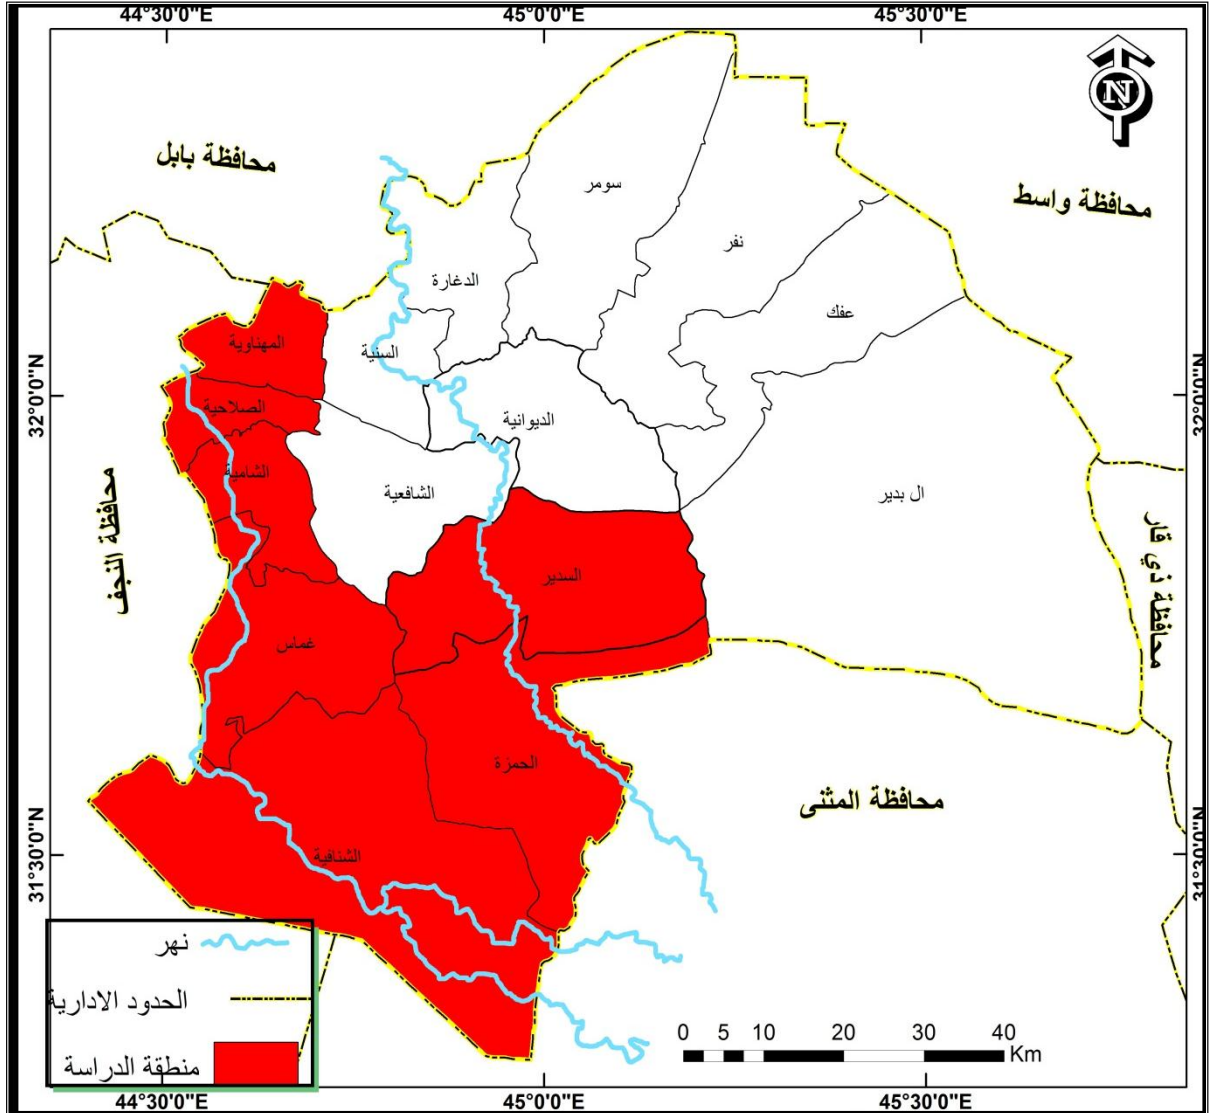 44°30'0"E
45°0'0"E
45°30'0"E
N
محافظة بابل
سومر
محافظة واسط
نفر
الدغارة
عفك
المهناوية
السنية
32°0'0"N
32°0'0"N
الصلاحية
الديوانية
الشامية
الشافعية
ال بدير
محافظة النجف
محافظة ذي قار
السدير
غماس
الحمزة
محافظة المثنى
31°30'0"N
31°30'0"N
الشنافية
نهر
الحدود الادارية
منطقة الدراسة
0 5 10 20 30 40
Km
44°30'0"E
45°0'0"E
45°30'0"E